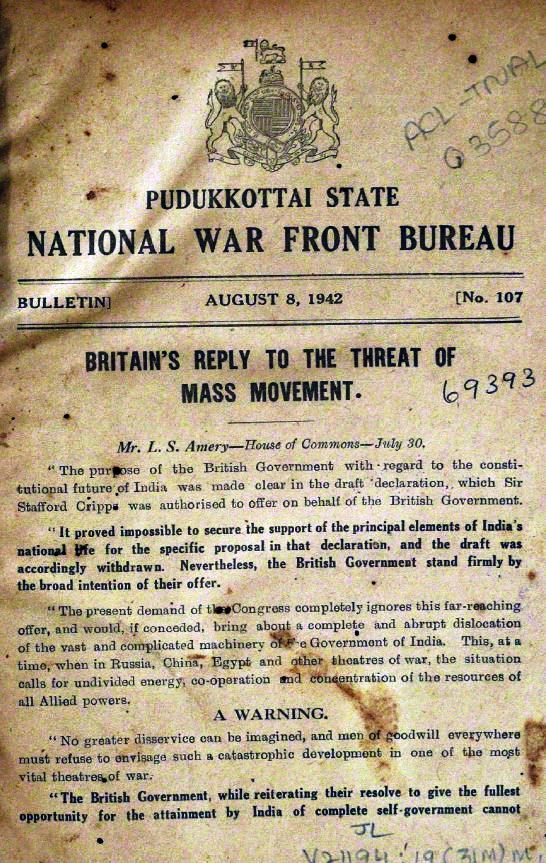 ACL-TNAL
03588
PUDUKKOTTAI STATE
NATIONAL WAR FRONT BUREAU
BULLETIN] AUGUST 8, 1942 [No. 107
BRITAIN'S REPLY TO THE THREAT OF
MASS MOVEMENT.
69393
Mr. L. S. Amery—House of Commons—July 30.
"The purpose of the British Government with regard to the consti-
tutional future of India was made clear in the draft declaration, which Sir
Stafford Cripps was authorised to offer on behalf of the British Government.
"It proved impossible to secure the support of the principal elements of India's
national life for the specific proposal in that declaration, and the draft was
accordingly withdrawn. Nevertheless, the British Government stand firmly by
the broad intention of their offer.
"The present demand of the Congress completely ignores this far-reaching
offer, and would, if conceded, bring about a complete and abrupt dislocation
of the vast and complicated machinery of the Government of India. This, at a
time, when in Russia, China, Egypt and other theatres of war, the situation
calls for undivided energy, co-operation and concentration of the resources of
all Allied powers.
A WARNING.
"No greater disservice can be imagined, and men of goodwill everywhere
must refuse to envisage such a catastrophic development in one of the most
vital theatres of war.
"The British Government, while reiterating their resolve to give the fullest
opportunity for the attainment by India of complete self-government cannot
JL